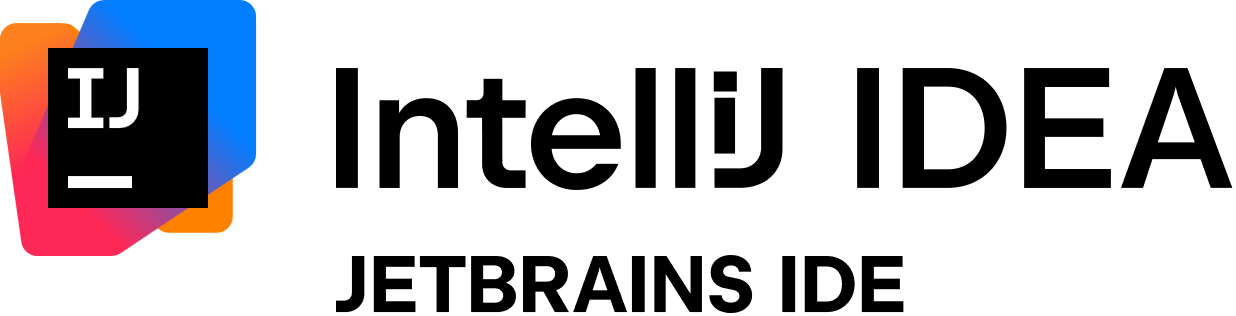 IJ
IntelliJ IDEA
JETBRAINS IDE